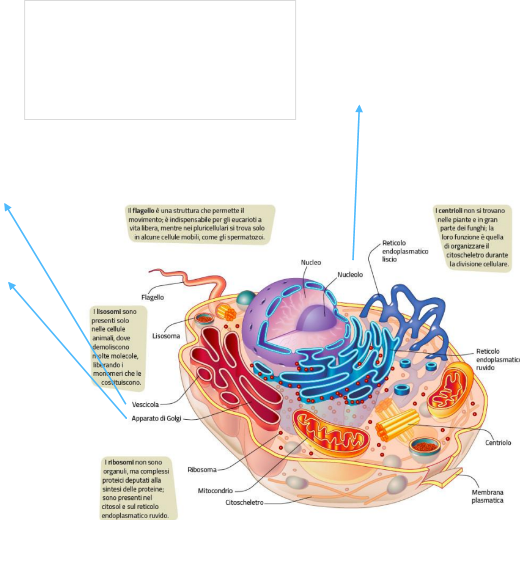 Il flagello è una struttura che permette il
movimento; è indispensabile per gli eucarioti a
vita libera, mentre nei pluricellulari si trova solo
in alcune cellule mobili, come gli spermatozoi.
I centrioli non si trovano
nelle piante e in gran
parte dei funghi; la
loro funzione è quella
di organizzare il
citoscheletro durante
la divisione cellulare.
Reticolo
endoplasmatico
liscio
Nucleo
Nucleolo
Flagello
I lisosomi sono
presenti solo
nelle cellule
animali, dove
demoliscono
molte molecole,
liberando i
monomeri che le
costituiscono.
Lisosoma
Reticolo
endoplasmatico
ruvido
Vescicola
Apparato di Golgi
Centriolo
I ribosomi non sono
organuli, ma complessi
proteici deputati alla
sintesi delle proteine;
sono presenti nel
citosol e sul reticolo
endoplasmatico ruvido.
Ribosoma
Mitocondrio
Citoscheletro
Membrana
plasmatica